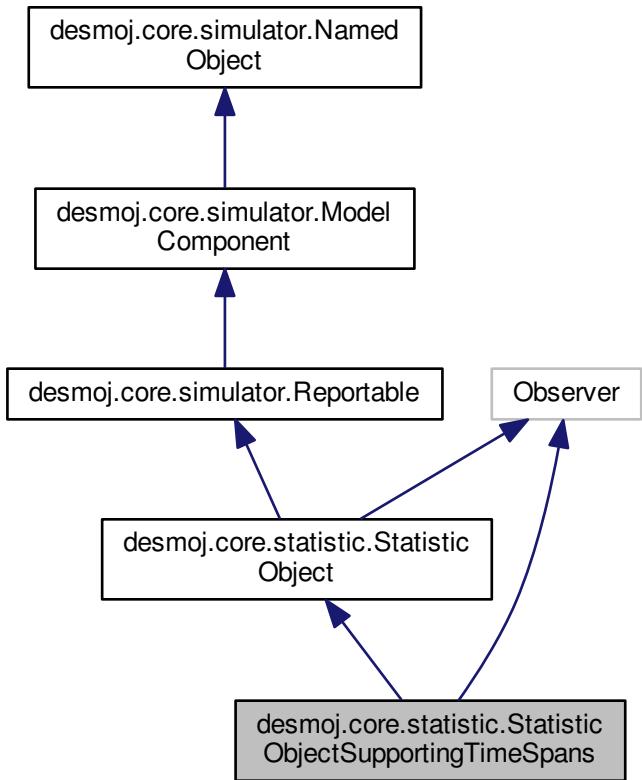 desmoj.core.simulator.Named
Object
desmoj.core.simulator.Model
Component
desmoj.core.simulator.Reportable
Observer
desmoj.core.statistic.Statistic
Object
desmoj.core.statistic.Statistic
ObjectSupportingTimeSpans